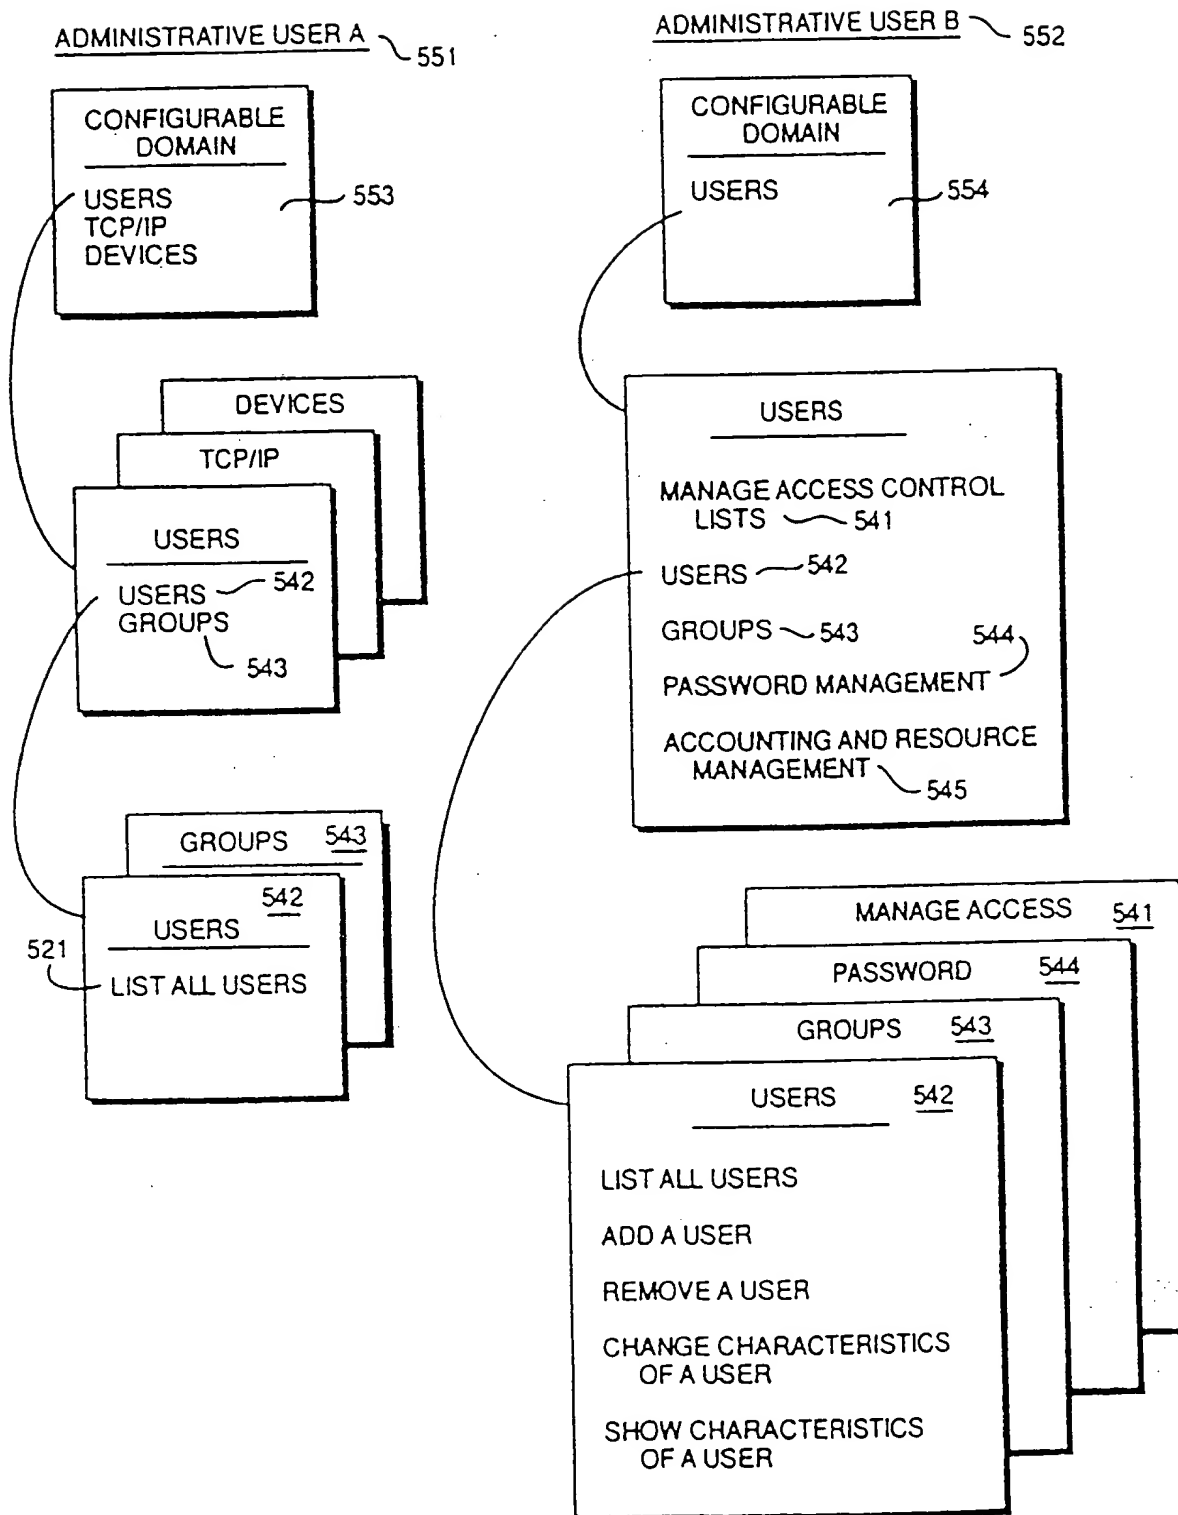 ADMINISTRATIVE USER A 551
CONFIGURABLE
DOMAIN
USERS
TCP/IP
DEVICES
553
DEVICES
TCP/IP
USERS
USERS 542
GROUPS
543
GROUPS 543
542
USERS
521
LIST ALL USERS
ADMINISTRATIVE USER B 552
CONFIGURABLE
DOMAIN
USERS
554
USERS
MANAGE ACCESS CONTROL
LISTS 541
USERS 542
GROUPS 543
544
PASSWORD MANAGEMENT
ACCOUNTING AND RESOURCE
MANAGEMENT 545
MANAGE ACCESS 541
PASSWORD 544
GROUPS 543
USERS 542
LIST ALL USERS
ADD A USER
REMOVE A USER
CHANGE CHARACTERISTICS
OF A USER
SHOW CHARACTERISTICS
OF A USER